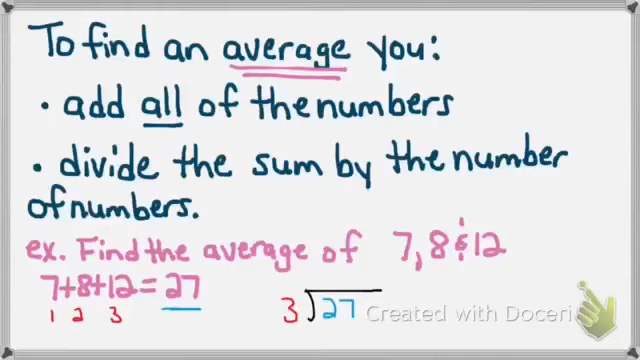 To find an average you:
• add all of the numbers
• divide the sum by the number
of numbers.
ex. Find the average of 7, 8 & 12
7+8+12=27
1 2 3
3⟌27
Created with Doceri